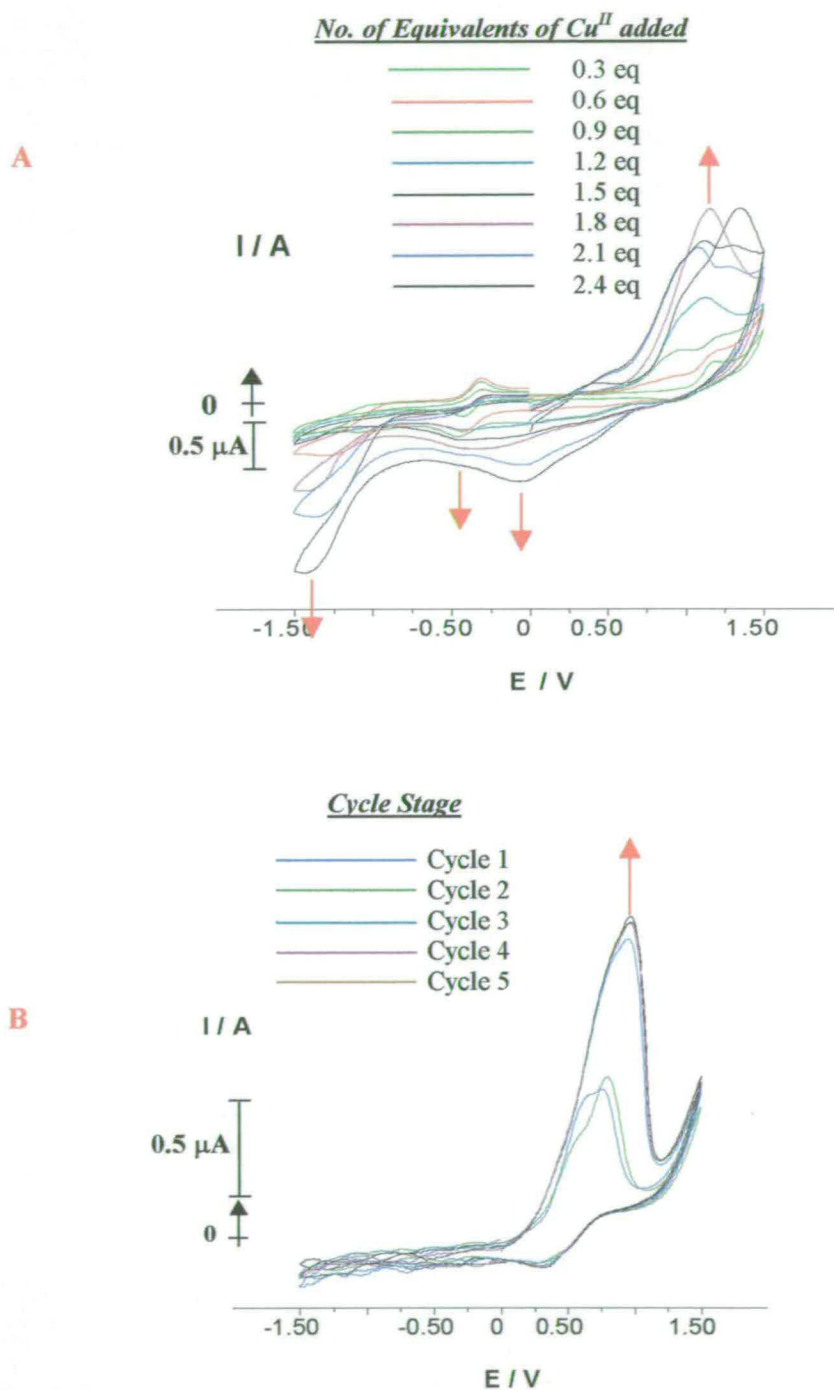 No. of Equivalents of Cu^II added
0.3 eq
0.6 eq
0.9 eq
1.2 eq
1.5 eq
1.8 eq
2.1 eq
2.4 eq
A
I / A
0
0.5 μA
-1.50 -0.50 0 0.50 1.50
E / V
Cycle Stage
Cycle 1
Cycle 2
Cycle 3
Cycle 4
Cycle 5
B
I / A
0.5 μA
0
-1.50 -0.50 0 0.50 1.50
E / V